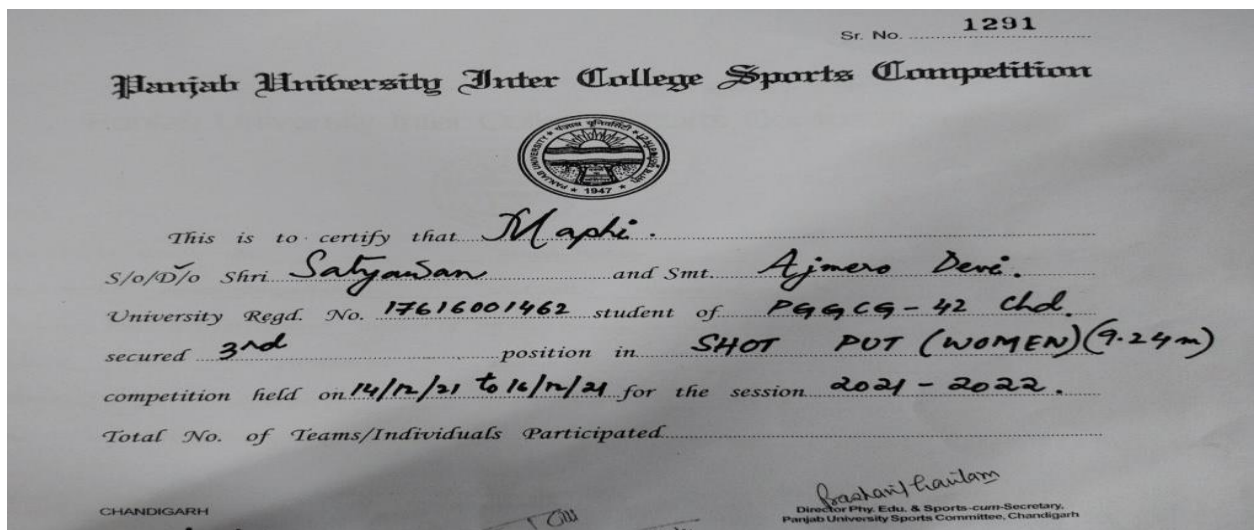 Sr. No. 1291
Panjab University Inter College Sports Competition
PANJAB UNIVERSITY
1947
This is to certify that Maphi.
S/o/D/o Shri Satyawan and Smt. Ajmero Devi.
University Regd. No. 17616001462 student of PGGCG-42 Chd.
secured 3rd position in SHOT PUT (WOMEN) (9.24m)
competition held on 14/12/21 to 16/12/21 for the session 2021-2022.
Total No. of Teams/Individuals Participated
CHANDIGARH
Director Phy. Edu. & Sports-cum-Secretary,
Panjab University Sports Committee, Chandigarh